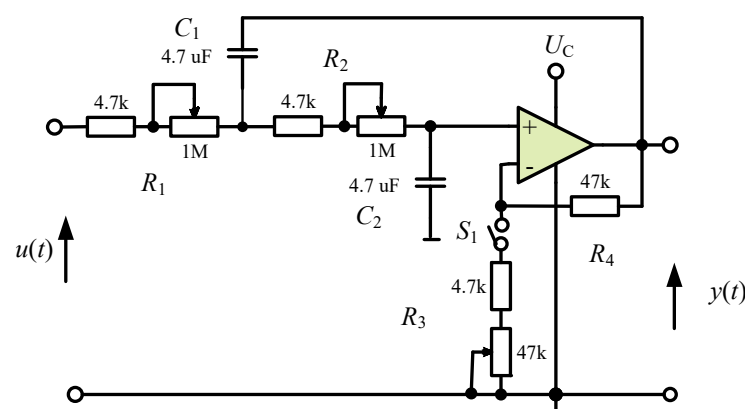 C1
4.7 uF
R2
UC
4.7k
4.7k
1M
1M
+
-
47k
R1
4.7 uF
C2
S1
R4
u(t)
4.7k
y(t)
R3
47k